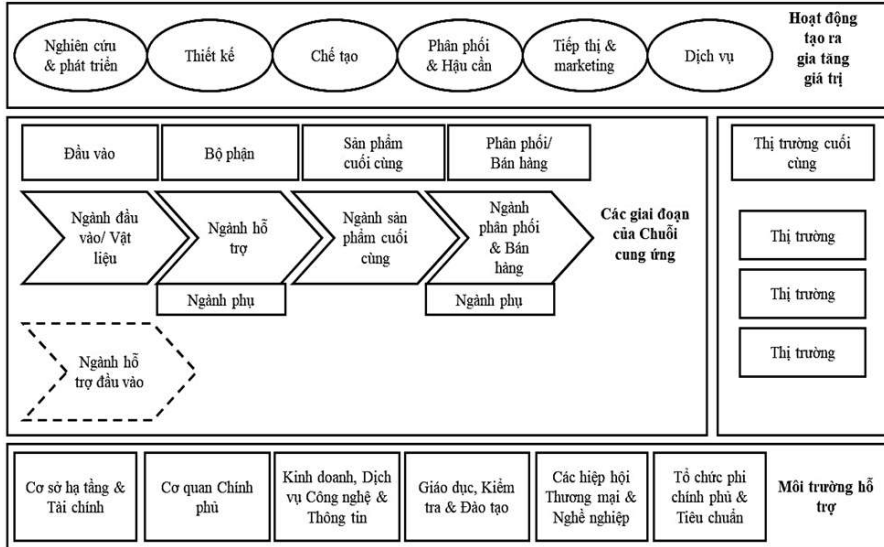 Nghiên cứu
& phát triển
Thiết kế
Chế tạo
Phân phối
& Hậu cần
Tiếp thị &
marketing
Dịch vụ
Hoạt động
tạo ra
gia tăng
giá trị
Đầu vào
Bộ phận
Sản phẩm
cuối cùng
Phân phối/
Bán hàng
Ngành đầu
vào/ Vật
liệu
Ngành hỗ
trợ
Ngành sản
phẩm cuối
cùng
Ngành
phân phối
& Bán
hàng
Các giai đoạn
của Chuỗi
cung ứng
Ngành phụ
Ngành phụ
Ngành hỗ
trợ đầu vào
Thị trường cuối
cùng
Thị trường
Thị trường
Thị trường
Cơ sở hạ tầng &
Tài chính
Cơ quan Chính
phủ
Kinh doanh, Dịch
vụ Công nghệ &
Thông tin
Giáo dục, Kiểm
tra & Đào tạo
Các hiệp hội
Thương mại &
Nghề nghiệp
Tổ chức phi
chính phủ &
Tiêu chuẩn
Môi trường hỗ
trợ